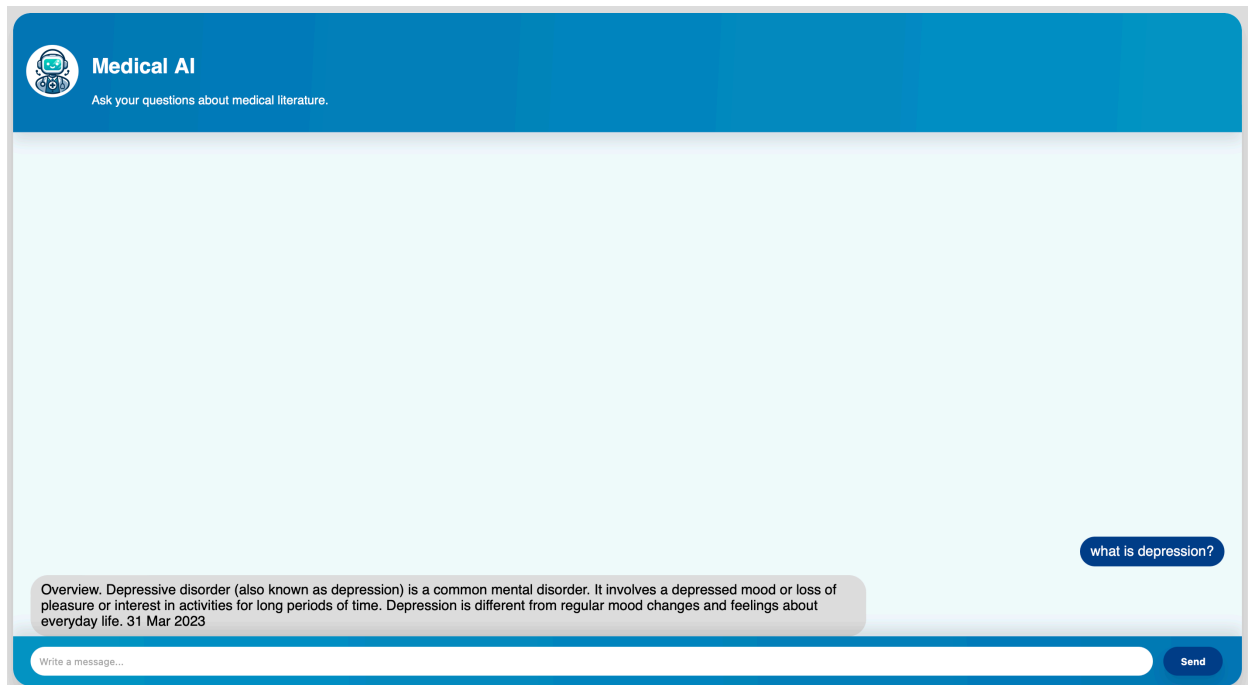 Medical AI
Ask your questions about medical literature.
what is depression?
Overview. Depressive disorder (also known as depression) is a common mental disorder. It involves a depressed mood or loss of
pleasure or interest in activities for long periods of time. Depression is different from regular mood changes and feelings about
everyday life. 31 Mar 2023
Write a message...
Send